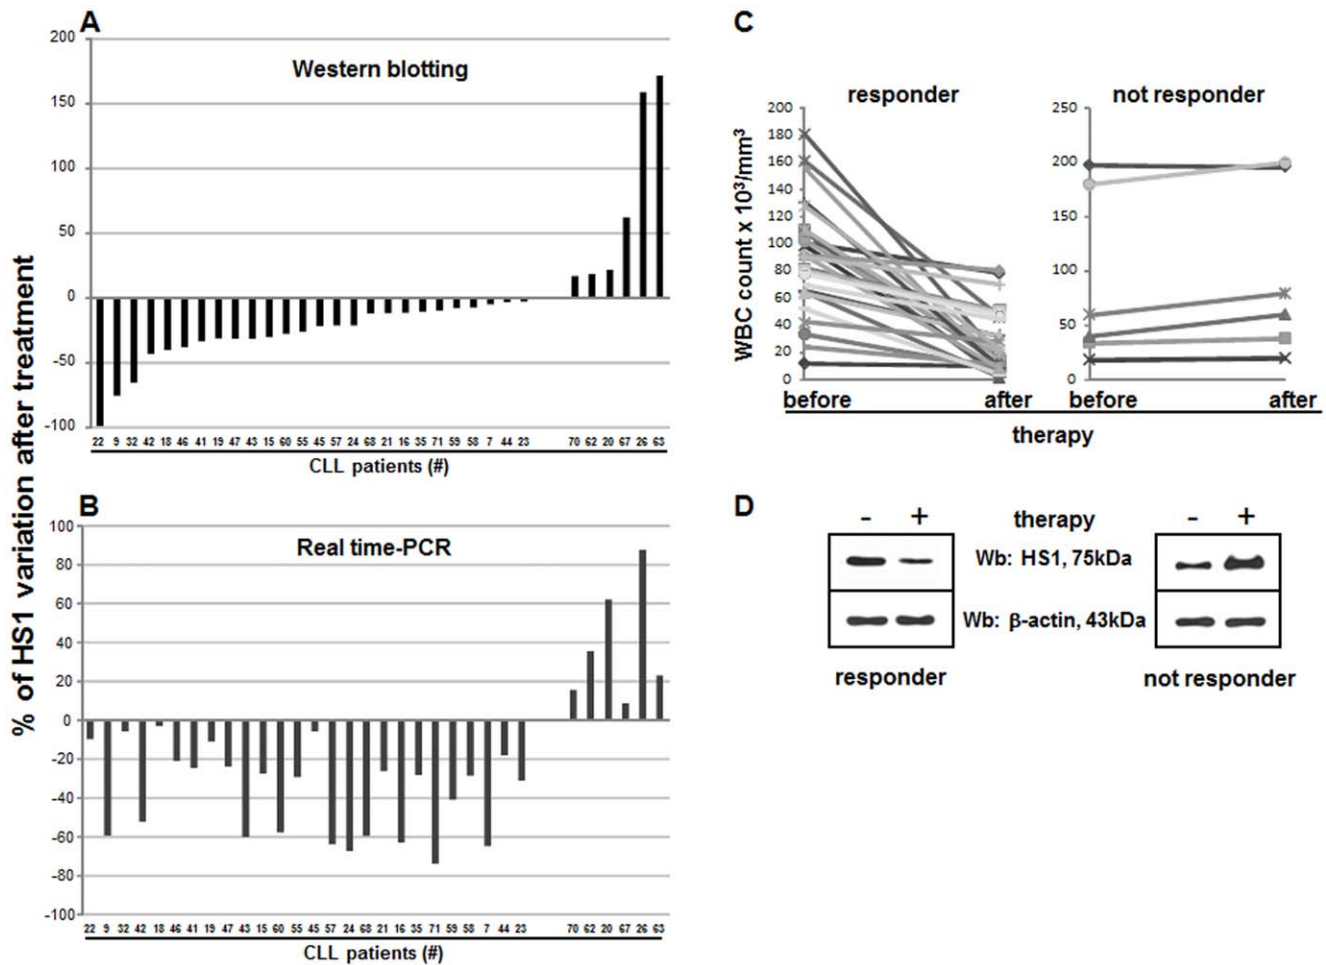 A
Western blotting
200
150
100
50
0
-50
-100
22 9 32 42 18 46 41 19 47 43 15 60 55 45 57 24 68 21 16 35 71 59 58 7 44 23 70 62 20 67 26 63
CLL patients (#)
% of HS1 variation after treatment
B
Real time-PCR
100
80
60
40
20
0
-20
-40
-60
-80
-100
22 9 32 42 18 46 41 19 47 43 15 60 55 45 57 24 68 21 16 35 71 59 58 7 44 23 70 62 20 67 26 63
CLL patients (#)
C
responder
not responder
WBC count x 10³/mm³
200
180
160
140
120
100
80
60
40
20
0
250
200
150
100
50
0
before after before after
therapy
D
- + therapy - +
Wb: HS1, 75kDa
Wb: β-actin, 43kDa
responder
not responder